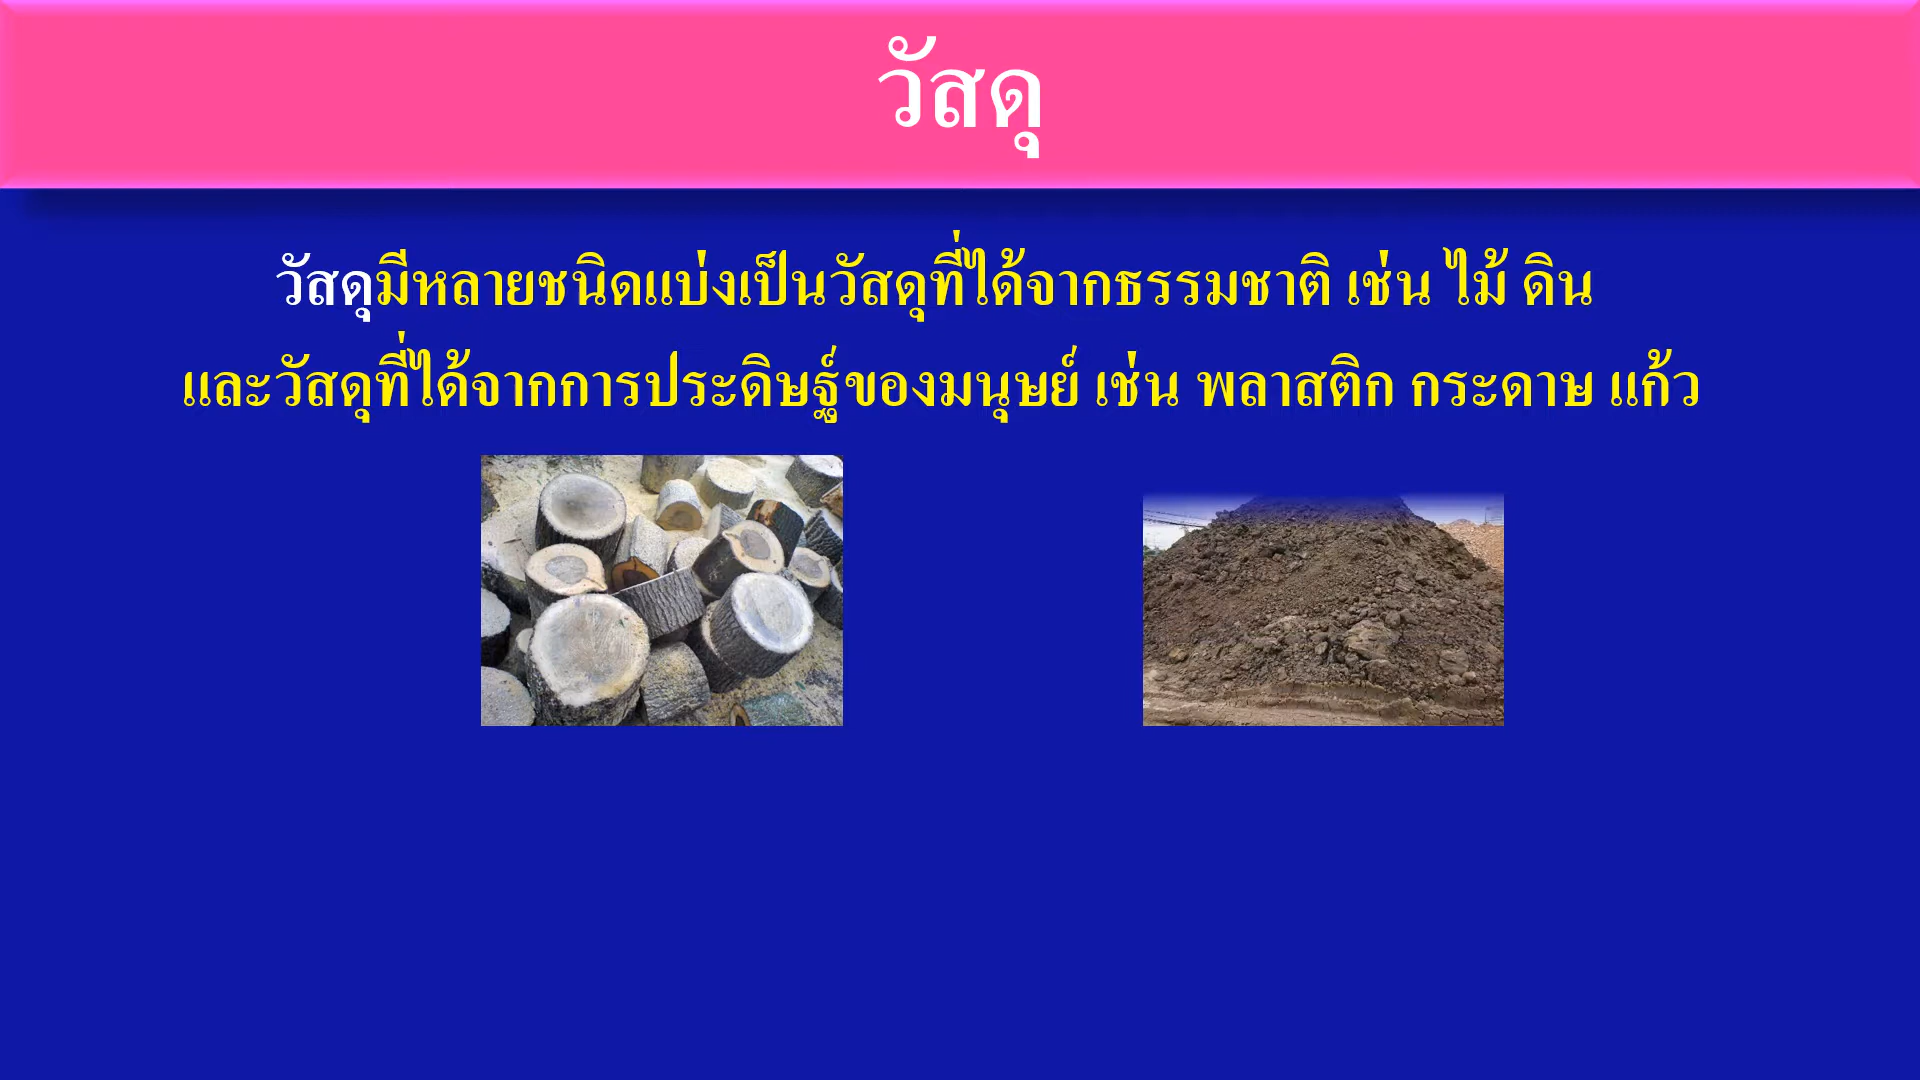 วัสดุ
วัสดุมีหลายชนิดแบ่งเป็นวัสดุที่ได้จากธรรมชาติ เช่น ไม้ ดิน
และวัสดุที่ได้จากการประดิษฐ์ของมนุษย์ เช่น พลาสติก กระดาษ แก้ว